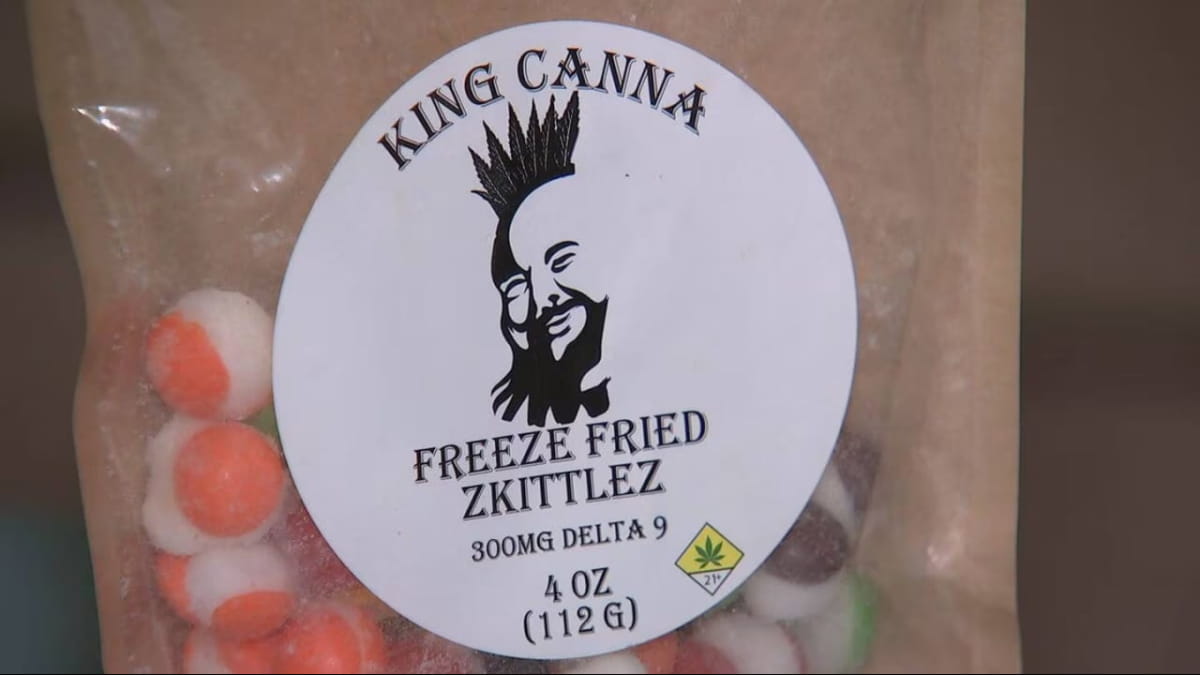 KING CANNA
FREEZE FRIED
ZKITTLEZ
300MG DELTA 9
4 OZ
(112 G)
21+